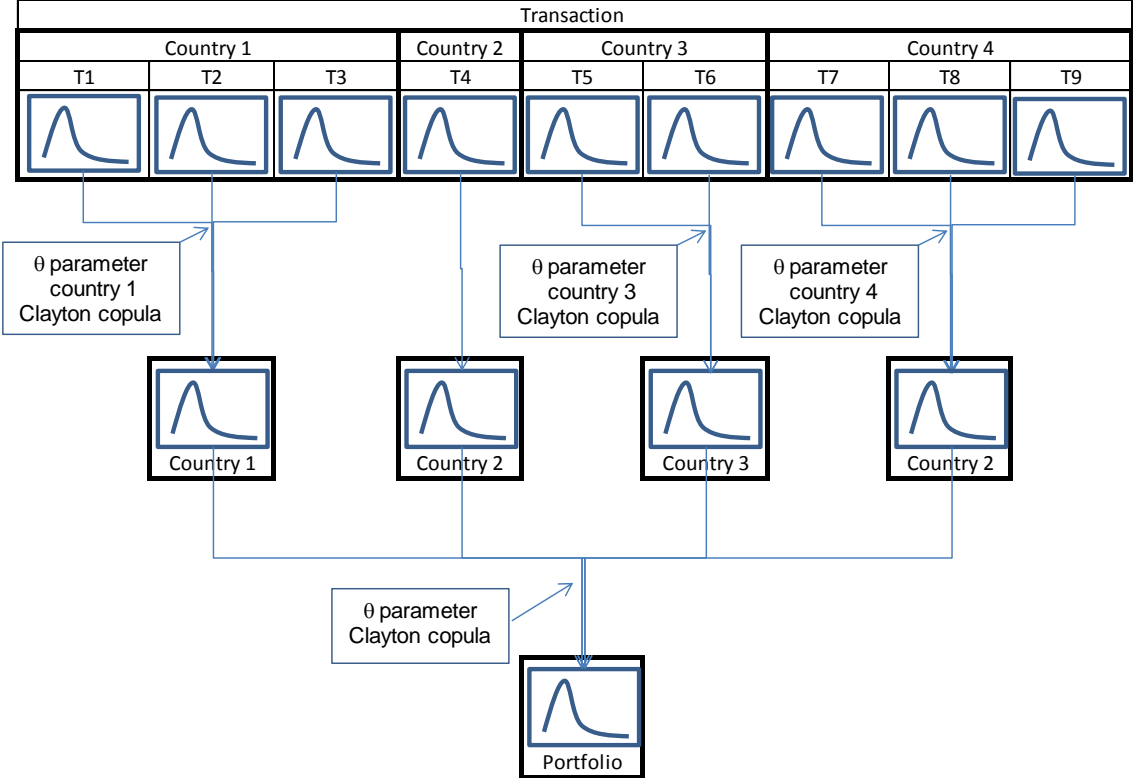 Transaction
Country 1 Country 2 Country 3 Country 4
T1 T2 T3 T4 T5 T6 T7 T8 T9
θ parameter
country 1
Clayton copula
θ parameter
country 3
Clayton copula
θ parameter
country 4
Clayton copula
Country 1 Country 2 Country 3 Country 2
θ parameter
Clayton copula
Portfolio